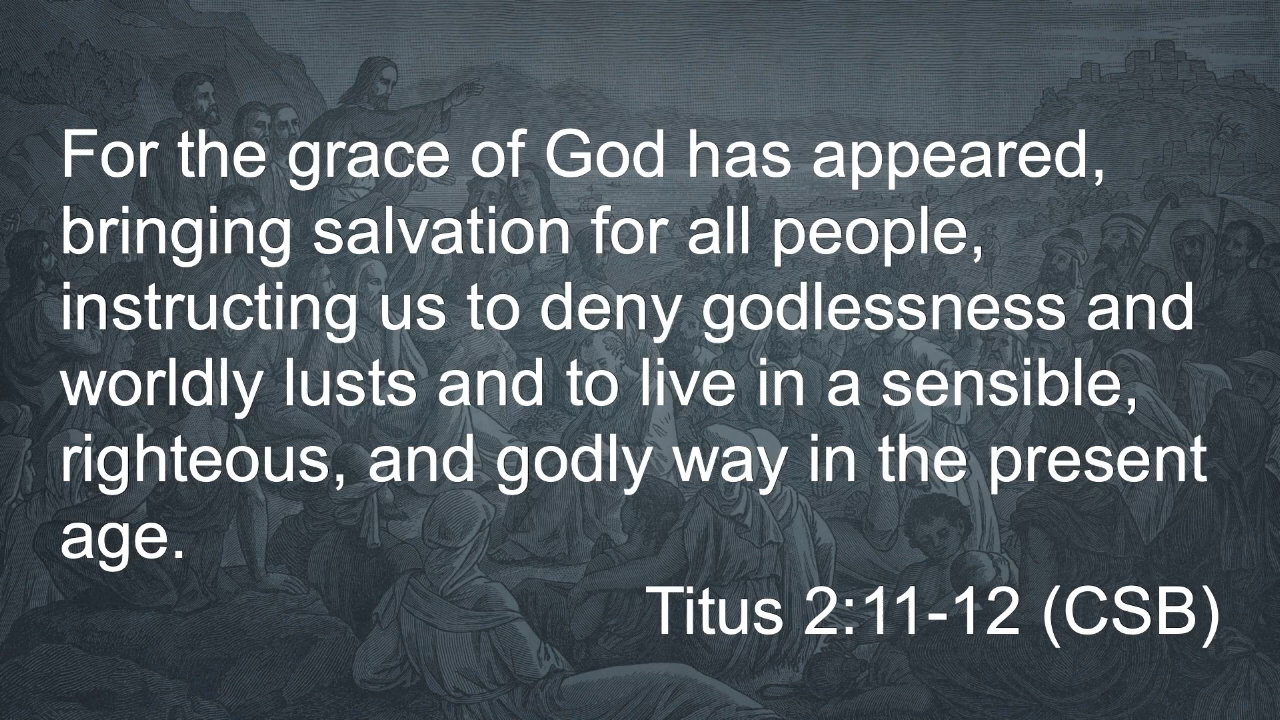 For the grace of God has appeared,
bringing salvation for all people,
instructing us to deny godlessness and
worldly lusts and to live in a sensible,
righteous, and godly way in the present
age.
Titus 2:11-12 (CSB)